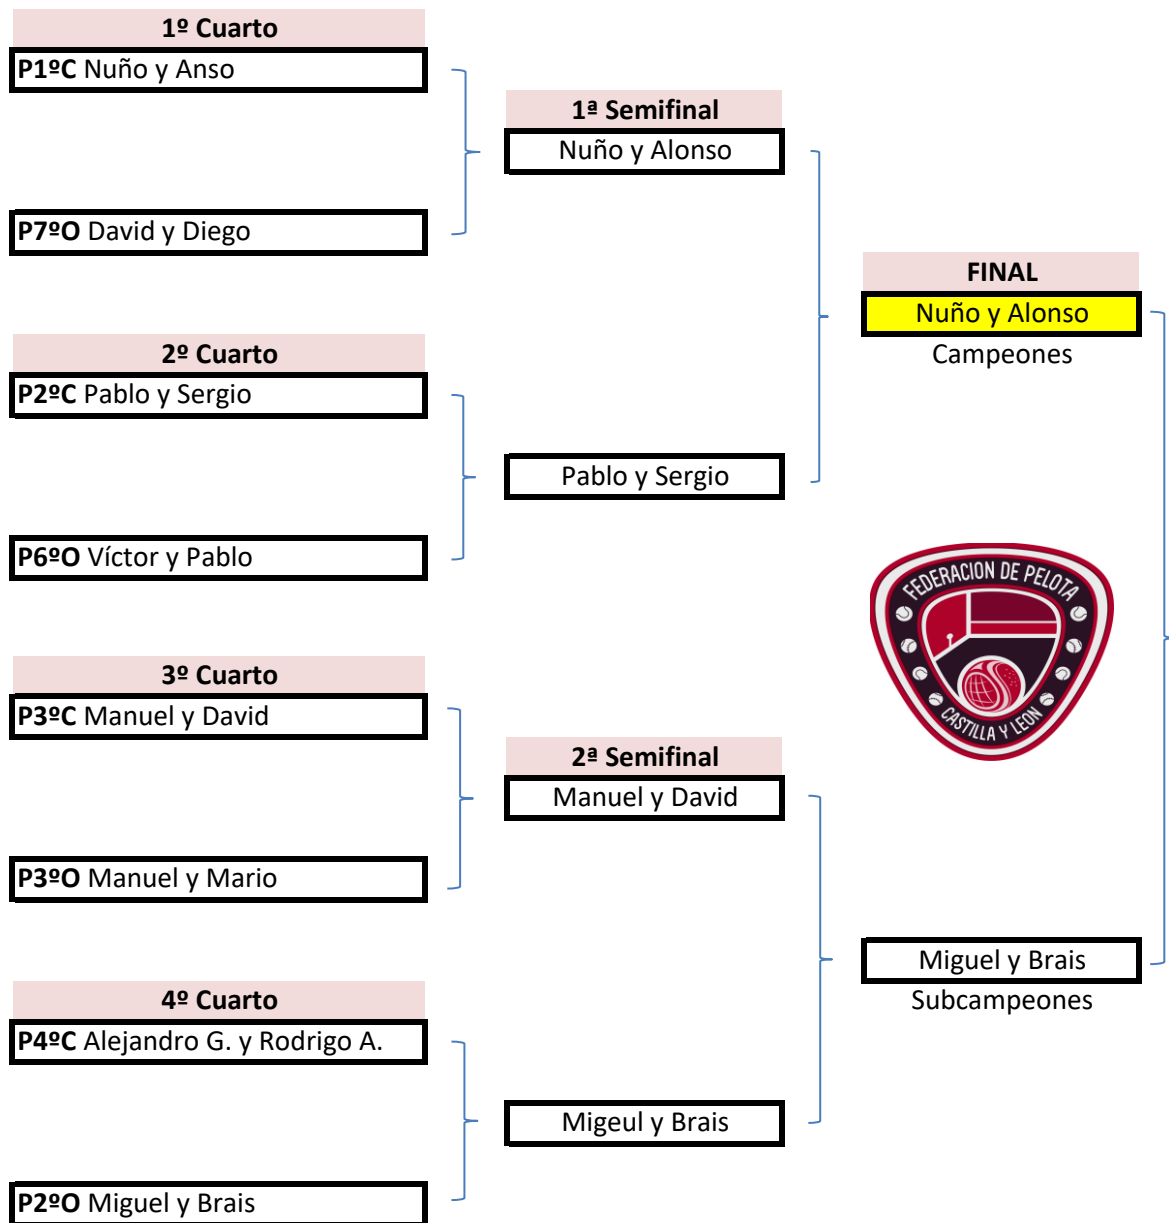 1º Cuarto
P1ºC Nuño y Anso
1ª Semifinal
Nuño y Alonso
P7ºO David y Diego
FINAL
Nuño y Alonso
Campeones
2º Cuarto
P2ºC Pablo y Sergio
Pablo y Sergio
P6ºO Víctor y Pablo
FEDERACION DE PELOTA
CASTILLA Y LEON
3º Cuarto
P3ºC Manuel y David
2ª Semifinal
Manuel y David
P3ºO Manuel y Mario
Miguel y Brais
Subcampeones
4º Cuarto
P4ºC Alejandro G. y Rodrigo A.
Migeul y Brais
P2ºO Miguel y Brais